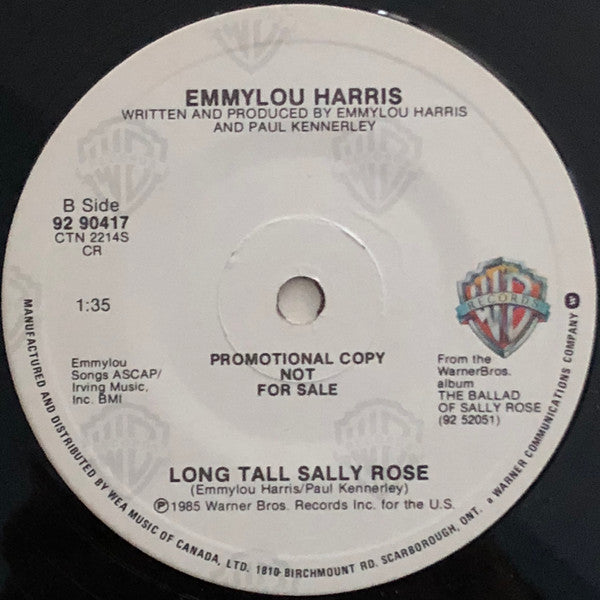 EMMYLOU HARRIS
WRITTEN AND PRODUCED BY EMMYLOU HARRIS
AND PAUL KENNERLEY
B Side
92 90417
CTN 2214S
CR
1:35
RECORDS
Emmylou
Songs ASCAP/
Irving Music,
Inc. BMI
PROMOTIONAL COPY
NOT
FOR SALE
From the
WarnerBros.
album
THE BALLAD
OF SALLY ROSE
(92 52051)
LONG TALL SALLY ROSE
(Emmylou Harris/Paul Kennerley)
Ⓟ1985 Warner Bros. Records Inc. for the U.S.
MANUFACTURED AND DISTRIBUTED BY WEA MUSIC OF CANADA, LTD. 1810 BIRCHMOUNT RD. SCARBOROUGH, ONT. a WARNER COMMUNICATIONS COMPANY